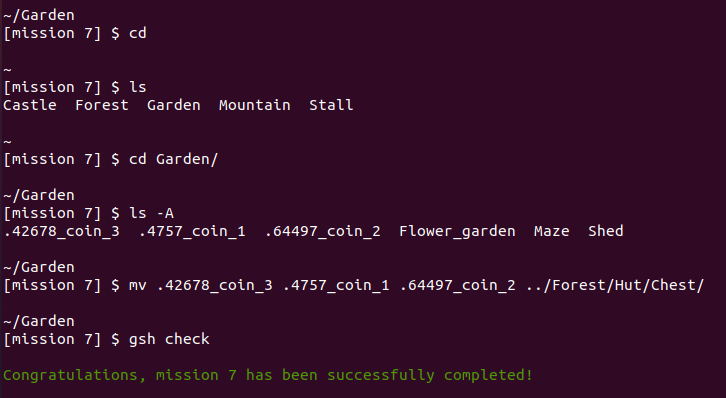 ~/Garden
[mission 7] $ cd
~
[mission 7] $ ls
Castle  Forest  Garden  Mountain  Stall
~
[mission 7] $ cd Garden/
~/Garden
[mission 7] $ ls -A
.42678_coin_3  .4757_coin_1  .64497_coin_2  Flower_garden  Maze  Shed
~/Garden
[mission 7] $ mv .42678_coin_3 .4757_coin_1 .64497_coin_2 ../Forest/Hut/Chest/
~/Garden
[mission 7] $ gsh check
Congratulations, mission 7 has been successfully completed!